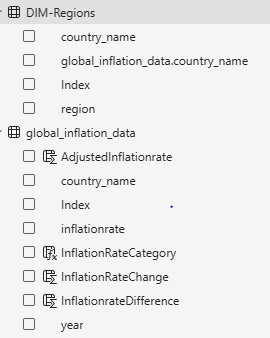 DIM-Regions
country_name
global_inflation_data.country_name
Index
region
global_inflation_data
AdjustedInflationrate
country_name
Index
inflationrate
InflationRateCategory
InflationRateChange
InflationrateDifference
year